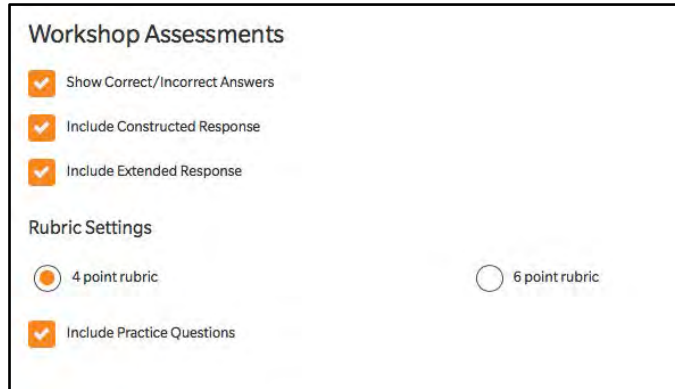 Workshop Assessments
Show Correct/Incorrect Answers
Include Constructed Response
Include Extended Response
Rubric Settings
4 point rubric
6 point rubric
Include Practice Questions